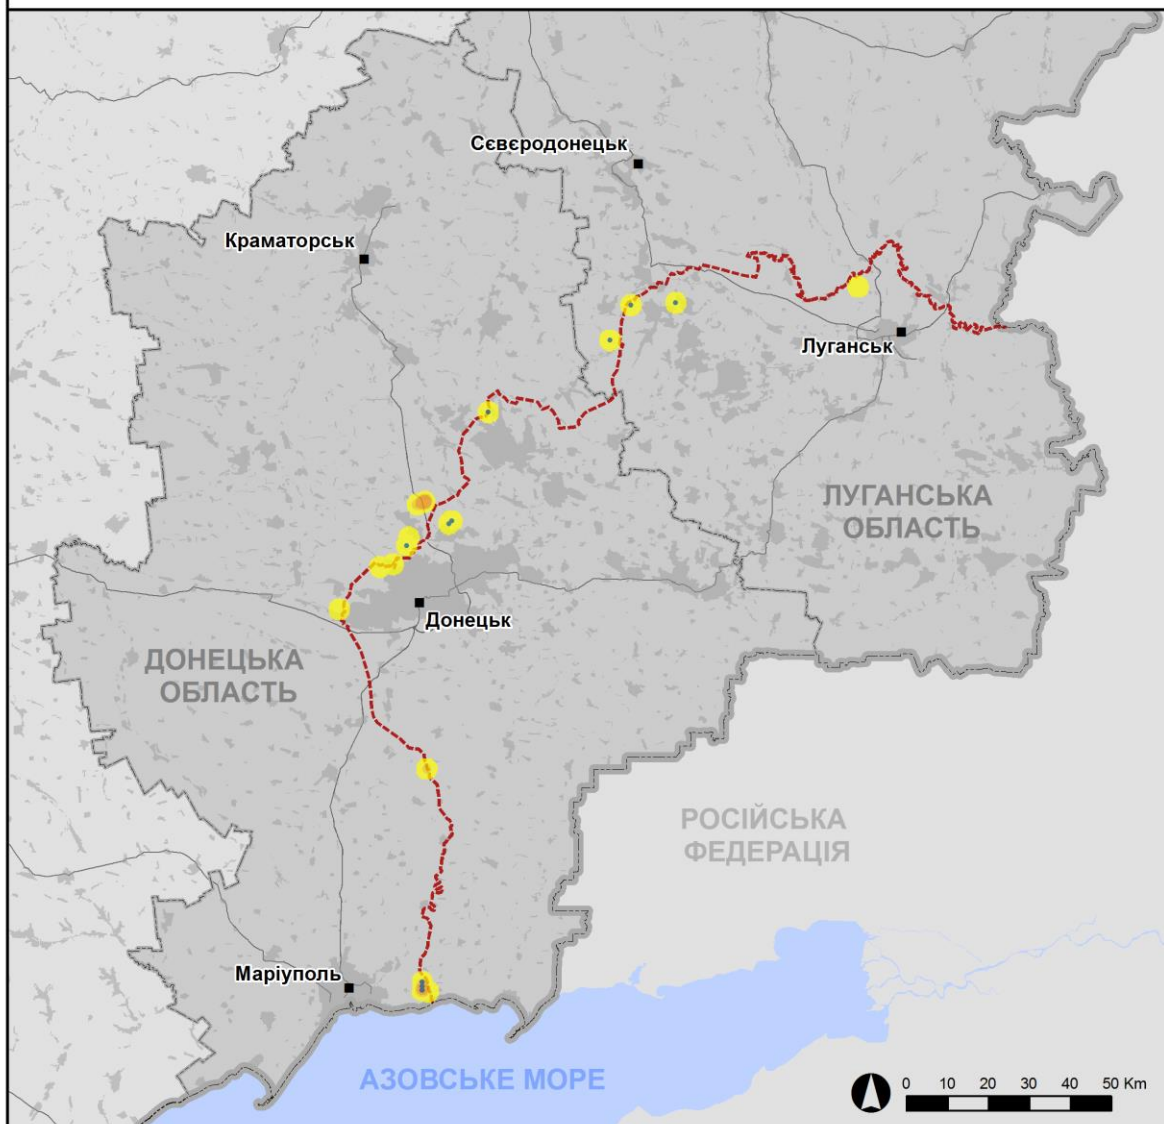 Сєвєродонецьк
Краматорськ
Луганськ
ЛУГАНСЬКА
ОБЛАСТЬ
Донецьк
ДОНЕЦЬКА
ОБЛАСТЬ
РОСІЙСЬКА
ФЕДЕРАЦІЯ
Маріуполь
АЗОВСЬКЕ МОРЕ
0 10 20 30 40 50 Km